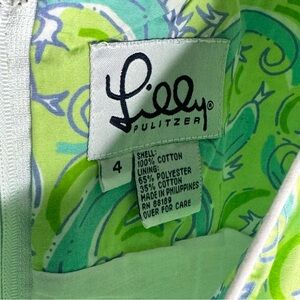 Lilly®
PULITZER
4
SHELL:
100% COTTON
LINING:
65% POLYESTER
35% COTTON
MADE IN PHILIPPINES
RN 88189
OVER FOR CARE